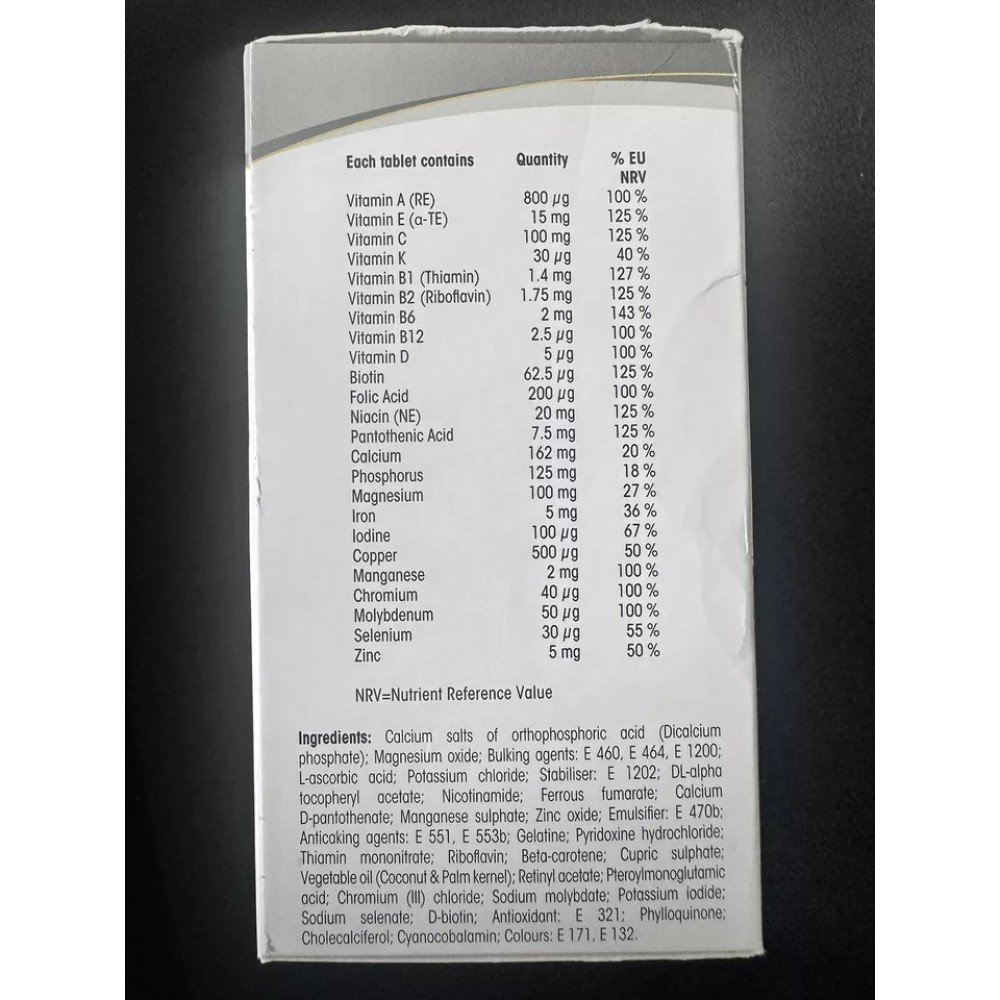 Each tablet contains Quantity % EU
NRV
Vitamin A (RE) 800 µg 100 %
Vitamin E (α-TE) 15 mg 125 %
Vitamin C 100 mg 125 %
Vitamin K 30 µg 40 %
Vitamin B1 (Thiamin) 1.4 mg 127 %
Vitamin B2 (Riboflavin) 1.75 mg 125 %
Vitamin B6 2 mg 143 %
Vitamin B12 2.5 µg 100 %
Vitamin D 5 µg 100 %
Biotin 62.5 µg 125 %
Folic Acid 200 µg 100 %
Niacin (NE) 20 mg 125 %
Pantothenic Acid 7.5 mg 125 %
Calcium 162 mg 20 %
Phosphorus 125 mg 18 %
Magnesium 100 mg 27 %
Iron 5 mg 36 %
Iodine 100 µg 67 %
Copper 500 µg 50 %
Manganese 2 mg 100 %
Chromium 40 µg 100 %
Molybdenum 50 µg 100 %
Selenium 30 µg 55 %
Zinc 5 mg 50 %
NRV=Nutrient Reference Value
Ingredients: Calcium salts of orthophosphoric acid (Dicalcium
phosphate); Magnesium oxide; Bulking agents: E 460, E 464, E 1200;
L-ascorbic acid; Potassium chloride; Stabiliser: E 1202; DL-alpha
tocopheryl acetate; Nicotinamide; Ferrous fumarate; Calcium
D-pantothenate; Manganese sulphate; Zinc oxide; Emulsifier: E 470b;
Anticaking agents: E 551, E 553b; Gelatine; Pyridoxine hydrochloride;
Thiamin mononitrate; Riboflavin; Beta-carotene; Cupric sulphate;
Vegetable oil (Coconut & Palm kernel); Retinyl acetate; Pteroylmonoglutamic
acid; Chromium (III) chloride; Sodium molybdate; Potassium iodide;
Sodium selenate; D-biotin; Antioxidant: E 321; Phylloquinone;
Cholecalciferol; Cyanocobalamin; Colours: E 171, E 132.